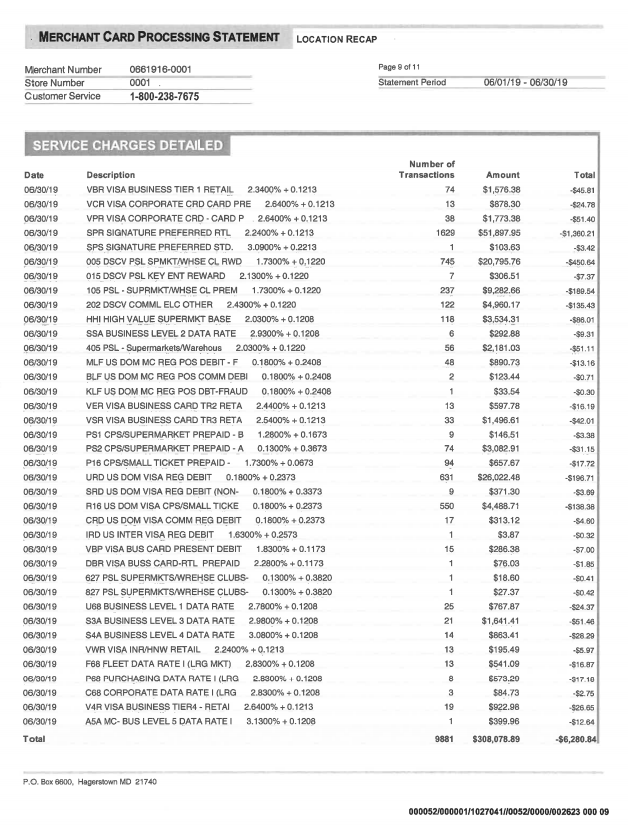 MERCHANT CARD PROCESSING STATEMENT LOCATION RECAP
Merchant Number 0661916-0001 Page 9 of 11
Store Number 0001 Statement Period 06/01/19 - 06/30/19
Customer Service 1-800-238-7675
SERVICE CHARGES DETAILED
Number of
Date Description Transactions Amount Total
06/30/19 VBR VISA BUSINESS TIER 1 RETAIL 2.3400% + 0.1213 74 $1,576.38 -$45.81
06/30/19 VCR VISA CORPORATE CRD CARD PRE 2.6400% + 0.1213 13 $878.30 -$24.78
06/30/19 VPR VISA CORPORATE CRD - CARD P 2.6400% + 0.1213 38 $1,773.38 -$51.40
06/30/19 SPR SIGNATURE PREFERRED RTL 2.2400% + 0.1213 1629 $51,897.95 -$1,360.21
06/30/19 SPS SIGNATURE PREFERRED STD. 3.0900% + 0.2213 1 $103.63 -$3.42
06/30/19 005 DSCV PSL SPMKT/WHSE CL RWD 1.7300% + 0.1220 745 $20,795.76 -$450.64
06/30/19 015 DSCV PSL KEY ENT REWARD 2.1300% + 0.1220 7 $306.51 -$7.37
06/30/19 105 PSL - SUPRMKT/WHSE CL PREM 1.7300% + 0.1220 237 $9,282.66 -$189.54
06/30/19 202 DSCV COMML ELC OTHER 2.4300% + 0.1220 122 $4,960.17 -$135.43
06/30/19 HHI HIGH VALUE SUPERMKT BASE 2.0300% + 0.1208 118 $3,534.31 -$86.01
06/30/19 SSA BUSINESS LEVEL 2 DATA RATE 2.9300% + 0.1208 6 $292.88 -$9.31
06/30/19 405 PSL - Supermarkets/Warehous 2.0300% + 0.1220 56 $2,181.03 -$51.11
06/30/19 MLF US DOM MC REG POS DEBIT - F 0.1800% + 0.2408 48 $890.73 -$13.16
06/30/19 BLF US DOM MC REG POS COMM DEBI 0.1800% + 0.2408 2 $123.44 -$0.71
06/30/19 KLF US DOM MC REG POS DBT-FRAUD 0.1800% + 0.2408 1 $33.54 -$0.30
06/30/19 VER VISA BUSINESS CARD TR2 RETA 2.4400% + 0.1213 13 $597.78 -$16.19
06/30/19 VSR VISA BUSINESS CARD TR3 RETA 2.5400% + 0.1213 33 $1,496.61 -$42.01
06/30/19 PS1 CPS/SUPERMARKET PREPAID - B 1.2800% + 0.1673 9 $146.51 -$3.38
06/30/19 PS2 CPS/SUPERMARKET PREPAID - A 0.1300% + 0.3673 74 $3,082.91 -$31.15
06/30/19 P16 CPS/SMALL TICKET PREPAID - 1.7300% + 0.0673 94 $657.67 -$17.72
06/30/19 URD US DOM VISA REG DEBIT 0.1800% + 0.2373 631 $26,022.48 -$196.71
06/30/19 SRD US DOM VISA REG DEBIT (NON- 0.1800% + 0.3373 9 $371.30 -$3.69
06/30/19 R16 US DOM VISA CPS/SMALL TICKE 0.1800% + 0.2373 550 $4,488.71 -$138.38
06/30/19 CRD US DOM VISA COMM REG DEBIT 0.1800% + 0.2373 17 $313.12 -$4.60
06/30/19 IRD US INTER VISA REG DEBIT 1.6300% + 0.2573 1 $3.87 -$0.32
06/30/19 VBP VISA BUS CARD PRESENT DEBIT 1.8300% + 0.1173 15 $286.38 -$7.00
06/30/19 DBR VISA BUSS CARD-RTL PREPAID 2.2800% + 0.1173 1 $76.03 -$1.85
06/30/19 627 PSL SUPERMKTS/WREHSE CLUBS- 0.1300% + 0.3820 1 $18.60 -$0.41
06/30/19 827 PSL SUPERMKTS/WREHSE CLUBS- 0.1300% + 0.3820 1 $27.37 -$0.42
06/30/19 U68 BUSINESS LEVEL 1 DATA RATE 2.7800% + 0.1208 25 $767.87 -$24.37
06/30/19 S3A BUSINESS LEVEL 3 DATA RATE 2.9800% + 0.1208 21 $1,641.41 -$51.46
06/30/19 S4A BUSINESS LEVEL 4 DATA RATE 3.0800% + 0.1208 14 $863.41 -$28.29
06/30/19 VWR VISA INR/HNW RETAIL 2.2400% + 0.1213 13 $195.49 -$5.97
06/30/19 F68 FLEET DATA RATE I (LRG MKT) 2.8300% + 0.1208 13 $541.09 -$16.87
06/30/19 P68 PURCHASING DATA RATE I (LRG 2.8300% + 0.1208 8 $573.29 -$17.18
06/30/19 C68 CORPORATE DATA RATE I (LRG 2.8300% + 0.1208 3 $84.73 -$2.75
06/30/19 V4R VISA BUSINESS TIER4 - RETAI 2.6400% + 0.1213 19 $922.98 -$26.65
06/30/19 A5A MC- BUS LEVEL 5 DATA RATE I 3.1300% + 0.1208 1 $399.96 -$12.64
Total 9881 $308,078.89 -$6,280.84
P.O. Box 6600, Hagerstown MD 21740
000052/000001/1027041//0052/0000/002623 000 09